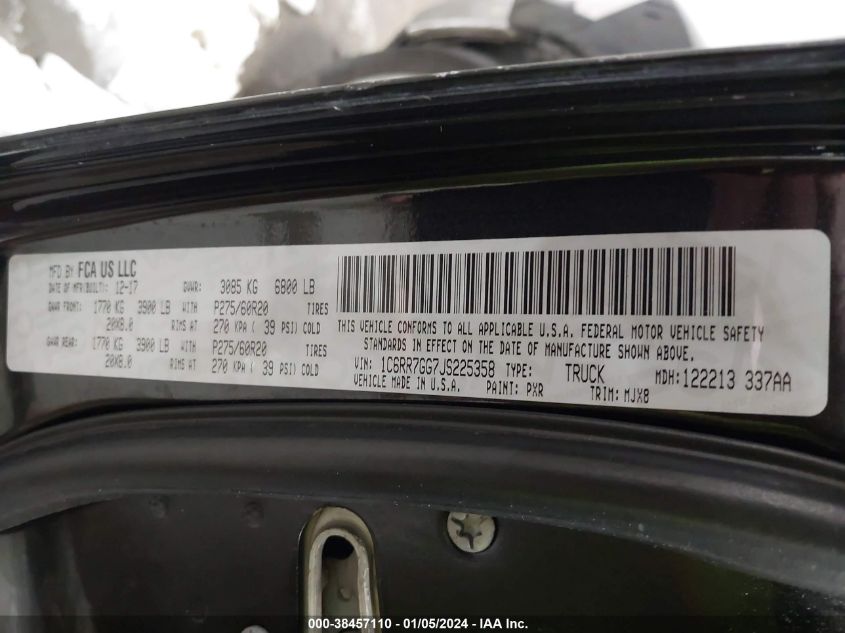 MFD BY FCA US LLC
DATE OF MFR(BUILT): 12-17 GVWR: 3085 KG 6800 LB
GAWR FRONT: 1770 KG 3900 LB WITH P275/60R20 TIRES
20X8.0 RIMS AT 270 KPA ( 39 PSI) COLD
GAWR REAR: 1770 KG 3900 LB WITH P275/60R20 TIRES
20X8.0 RIMS AT 270 KPA ( 39 PSI) COLD
THIS VEHICLE CONFORMS TO ALL APPLICABLE U.S.A. FEDERAL MOTOR VEHICLE SAFETY
STANDARDS IN EFFECT ON THE DATE OF MANUFACTURE SHOWN ABOVE.
VIN: 1C6RR7GG7JS225358 TYPE: TRUCK MDH:122213 337AA
MADE IN U.S.A. PAINT: PXR TRIM: MJX8
000-38457110 - 01/05/2024 - IAA Inc.